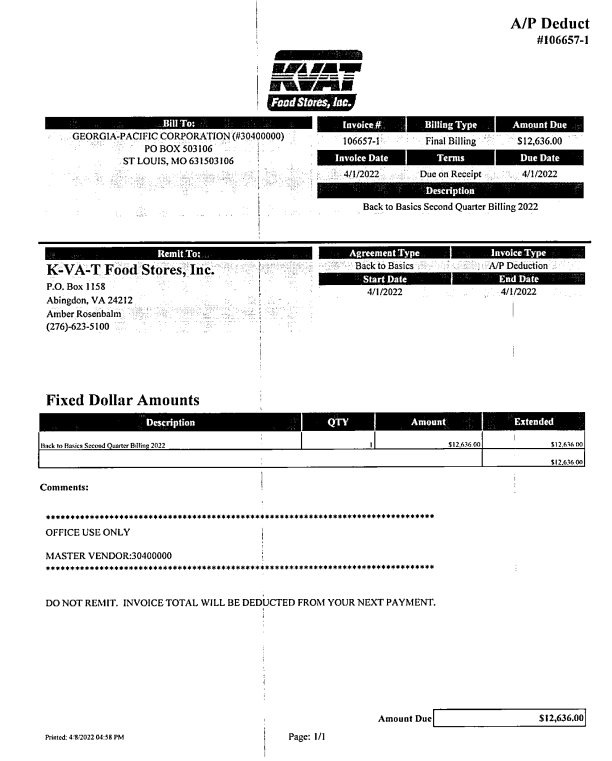 A/P Deduct
#106657-1
KVAT
Food Stores, Inc.
Bill To:
GEORGIA-PACIFIC CORPORATION (#30400000)
PO BOX 503106
ST LOUIS, MO 631503106
Invoice # Billing Type Amount Due
106657-1 Final Billing $12,636.00
Invoice Date Terms Due Date
4/1/2022 Due on Receipt 4/1/2022
Description
Back to Basics Second Quarter Billing 2022
Remit To:
K-VA-T Food Stores, Inc.
P.O. Box 1158
Abingdon, VA 24212
Amber Rosenbalm
(276)-623-5100
Agreement Type Invoice Type
Back to Basics A/P Deduction
Start Date End Date
4/1/2022 4/1/2022
Fixed Dollar Amounts
Description QTY Amount Extended
Back to Basics Second Quarter Billing 2022 1 $12,636.00 $12,636.00
$12,636.00
Comments:
********************************************************************************
OFFICE USE ONLY
MASTER VENDOR:30400000
********************************************************************************
DO NOT REMIT. INVOICE TOTAL WILL BE DEDUCTED FROM YOUR NEXT PAYMENT.
Amount Due $12,636.00
Printed: 4/8/2022 04:58 PM Page: 1/1